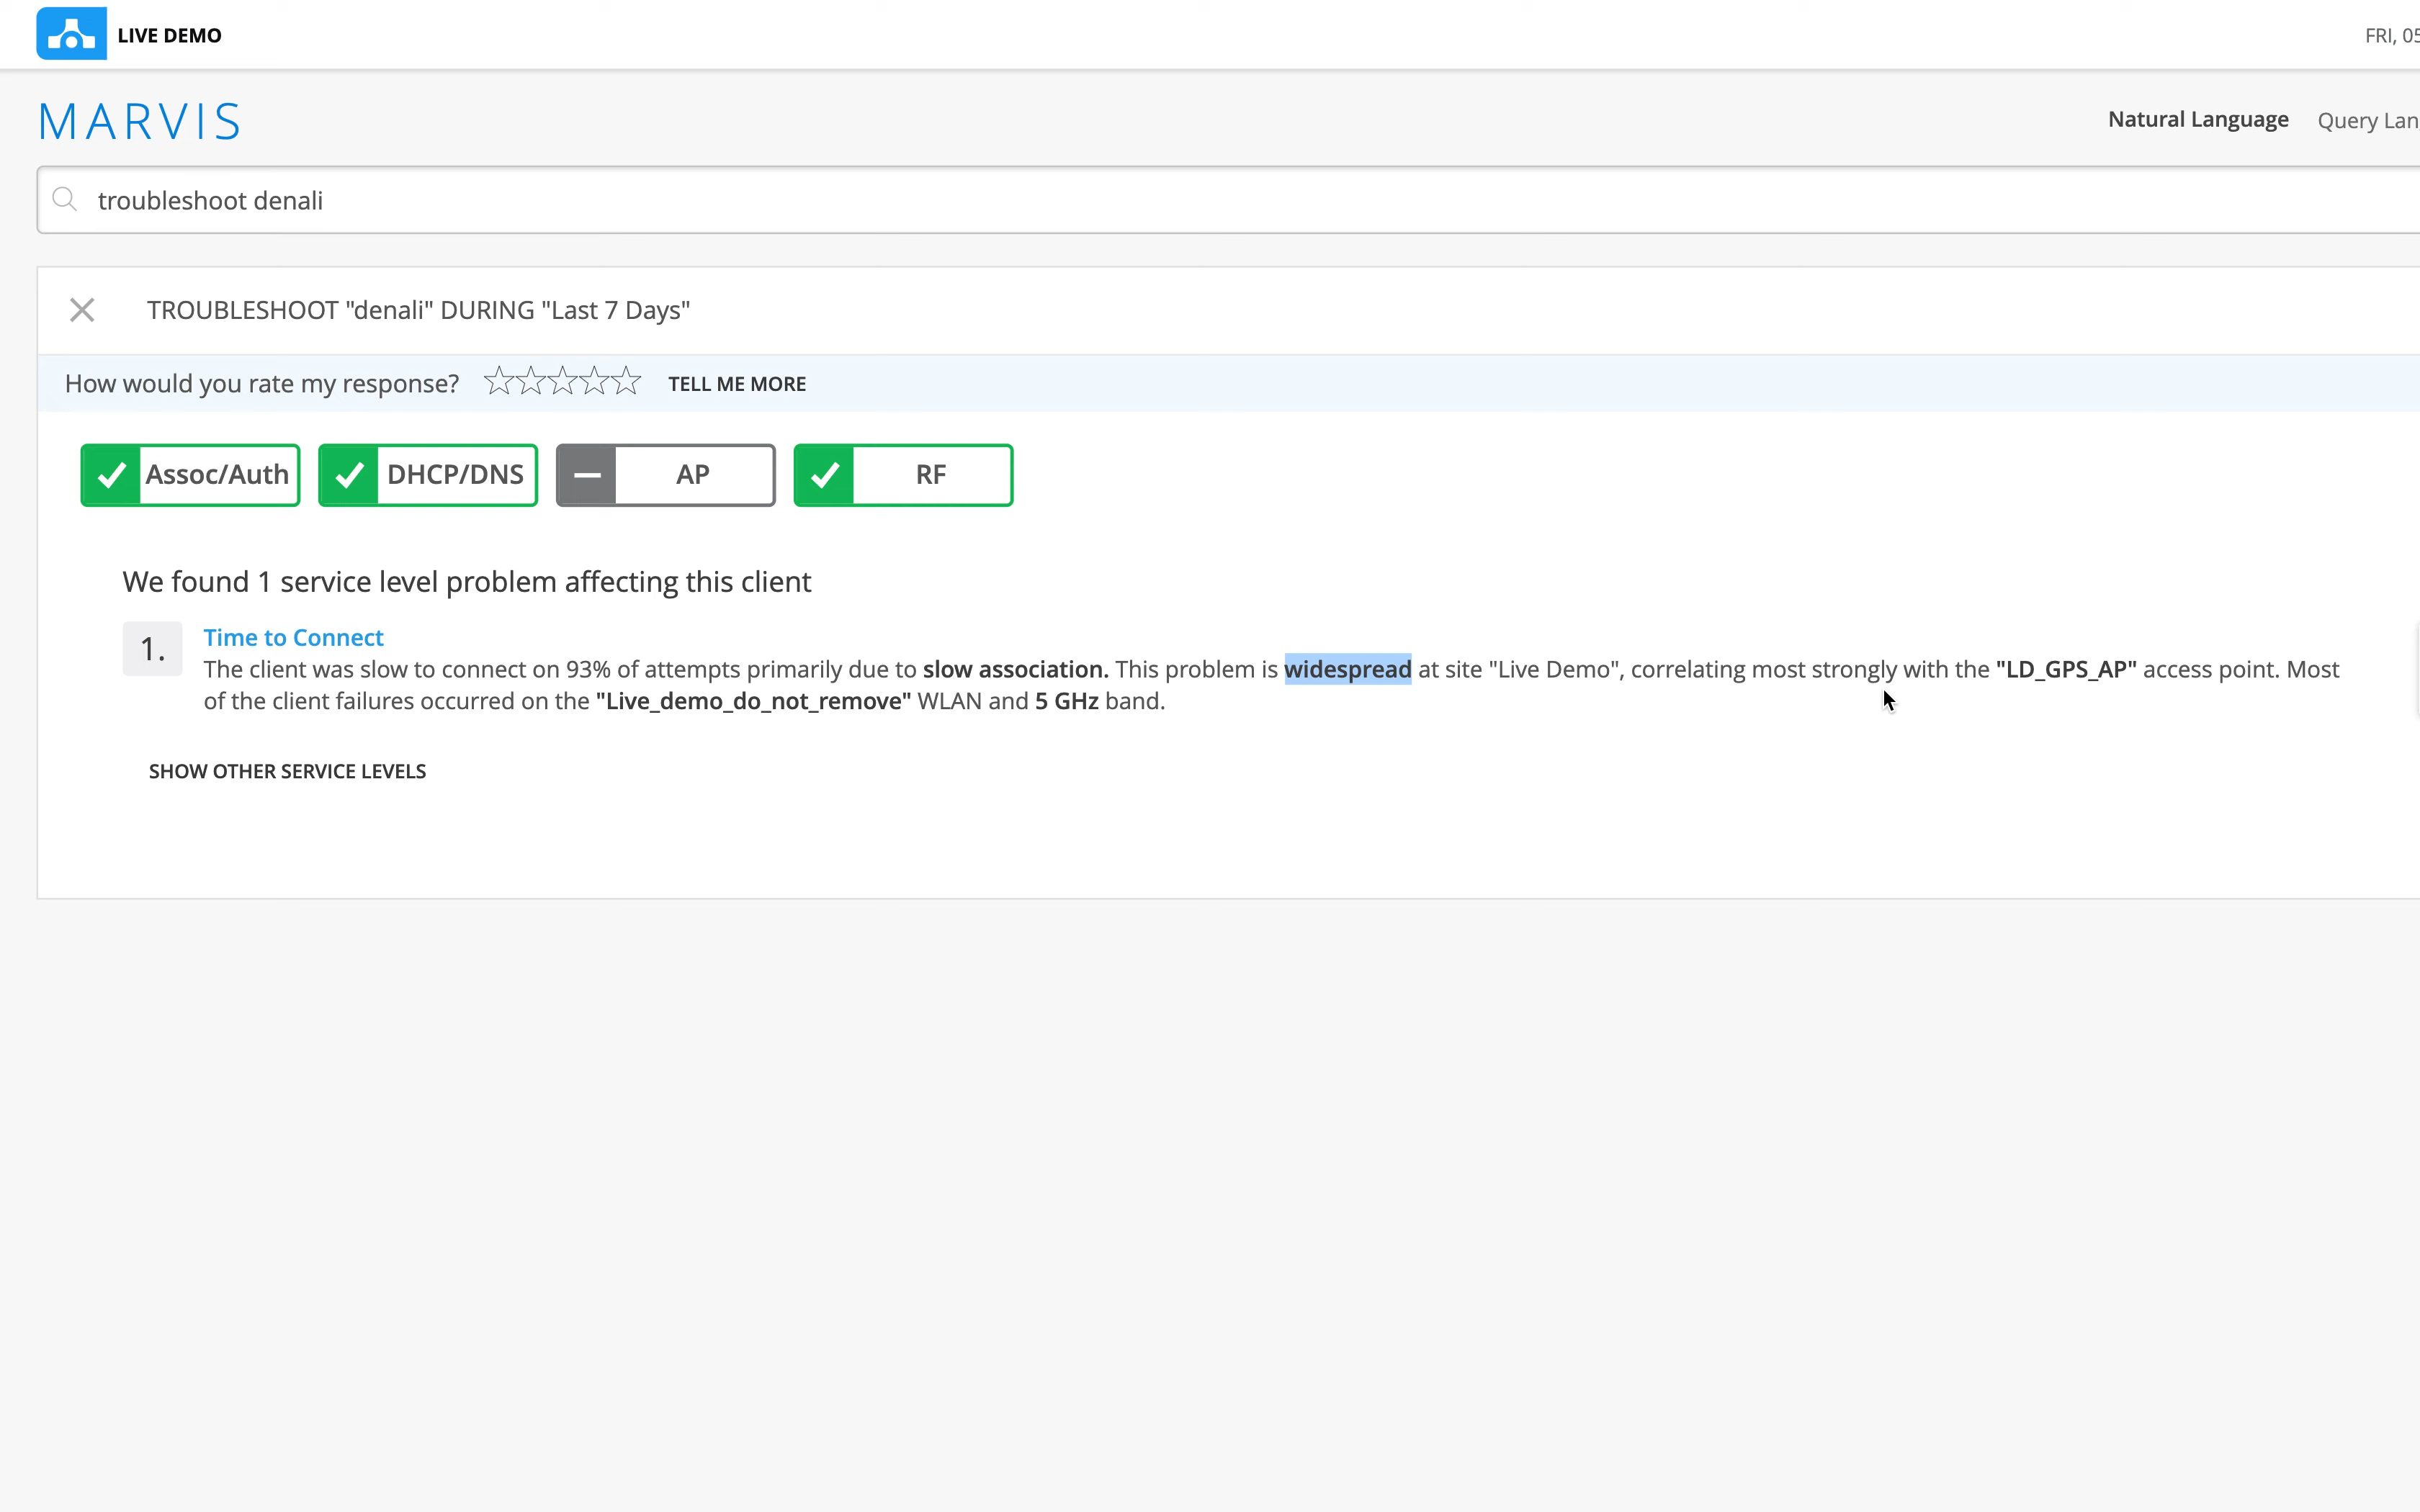 LIVE DEMO
FRI, 05
MARVIS
Natural Language
Query Lan
troubleshoot denali
TROUBLESHOOT "denali" DURING "Last 7 Days"
How would you rate my response?
TELL ME MORE
Assoc/Auth
DHCP/DNS
AP
RF
We found 1 service level problem affecting this client
1.
Time to Connect
The client was slow to connect on 93% of attempts primarily due to slow association. This problem is widespread at site "Live Demo", correlating most strongly with the "LD_GPS_AP" access point. Most
of the client failures occurred on the "Live_demo_do_not_remove" WLAN and 5 GHz band.
SHOW OTHER SERVICE LEVELS